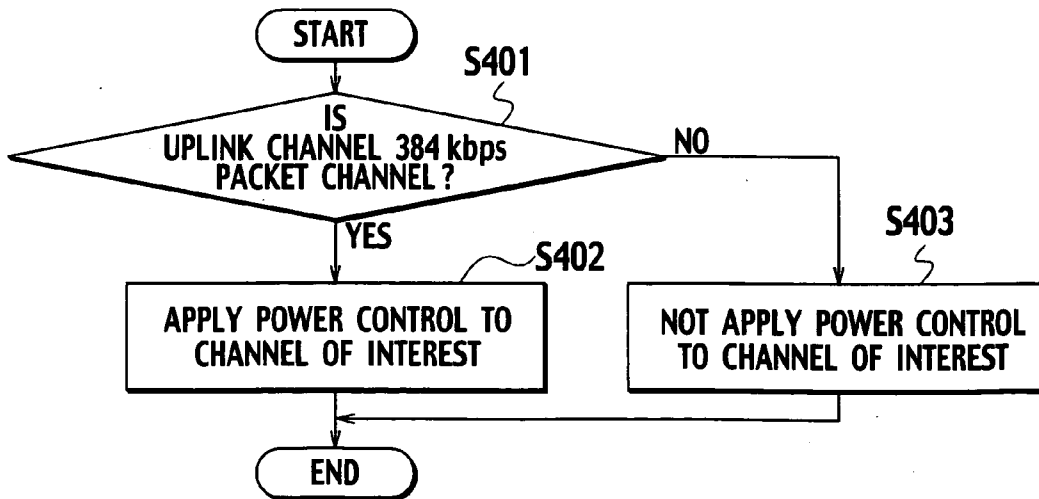 START
S401
IS
UPLINK CHANNEL 384 kbps
PACKET CHANNEL?
NO
YES
S402
S403
APPLY POWER CONTROL TO
CHANNEL OF INTEREST
NOT APPLY POWER CONTROL
TO CHANNEL OF INTEREST
END